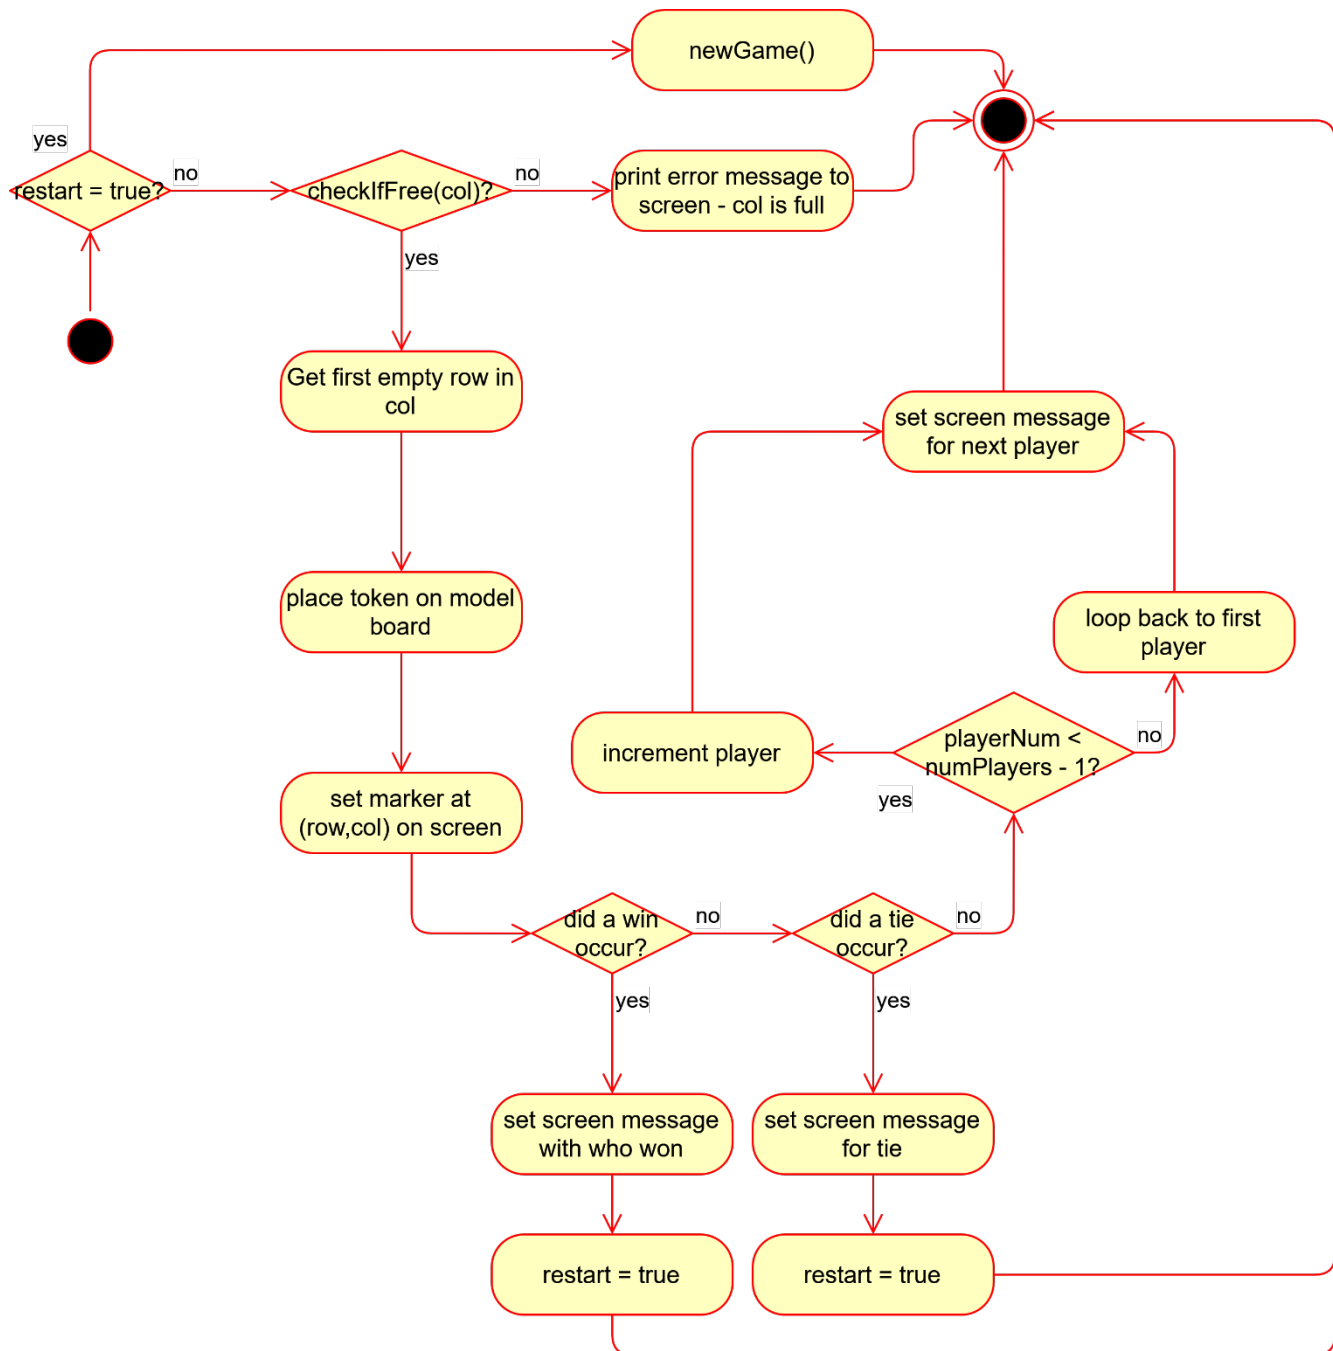 newGame()
yes
restart = true?
no
checkIfFree(col)?
no
print error message to
screen - col is full
yes
Get first empty row in
col
set screen message
for next player
place token on model
board
loop back to first
player
increment player
playerNum <
numPlayers - 1?
no
yes
set marker at
(row,col) on screen
did a win
occur?
no
did a tie
occur?
no
yes
yes
set screen message
with who won
set screen message
for tie
restart = true
restart = true